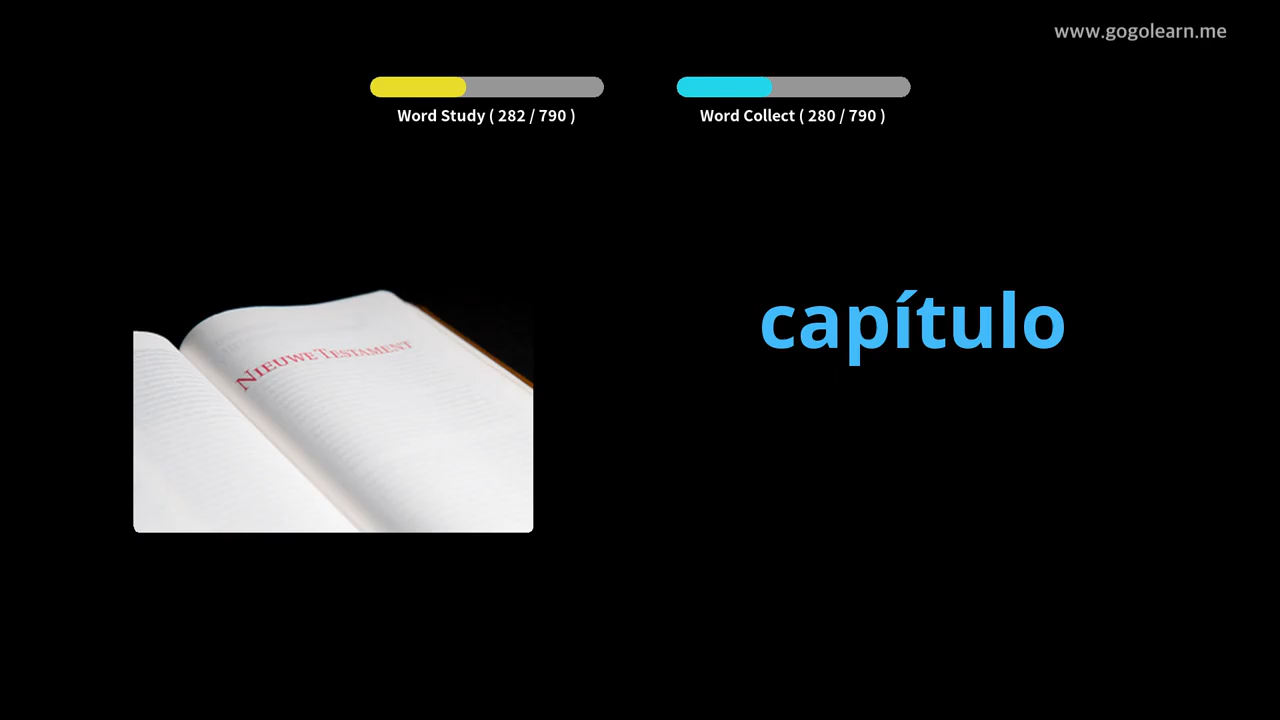 www.gogolearn.me
Word Study ( 282 / 790 )
Word Collect ( 280 / 790 )
capítulo
NIEUWE TESTAMENT